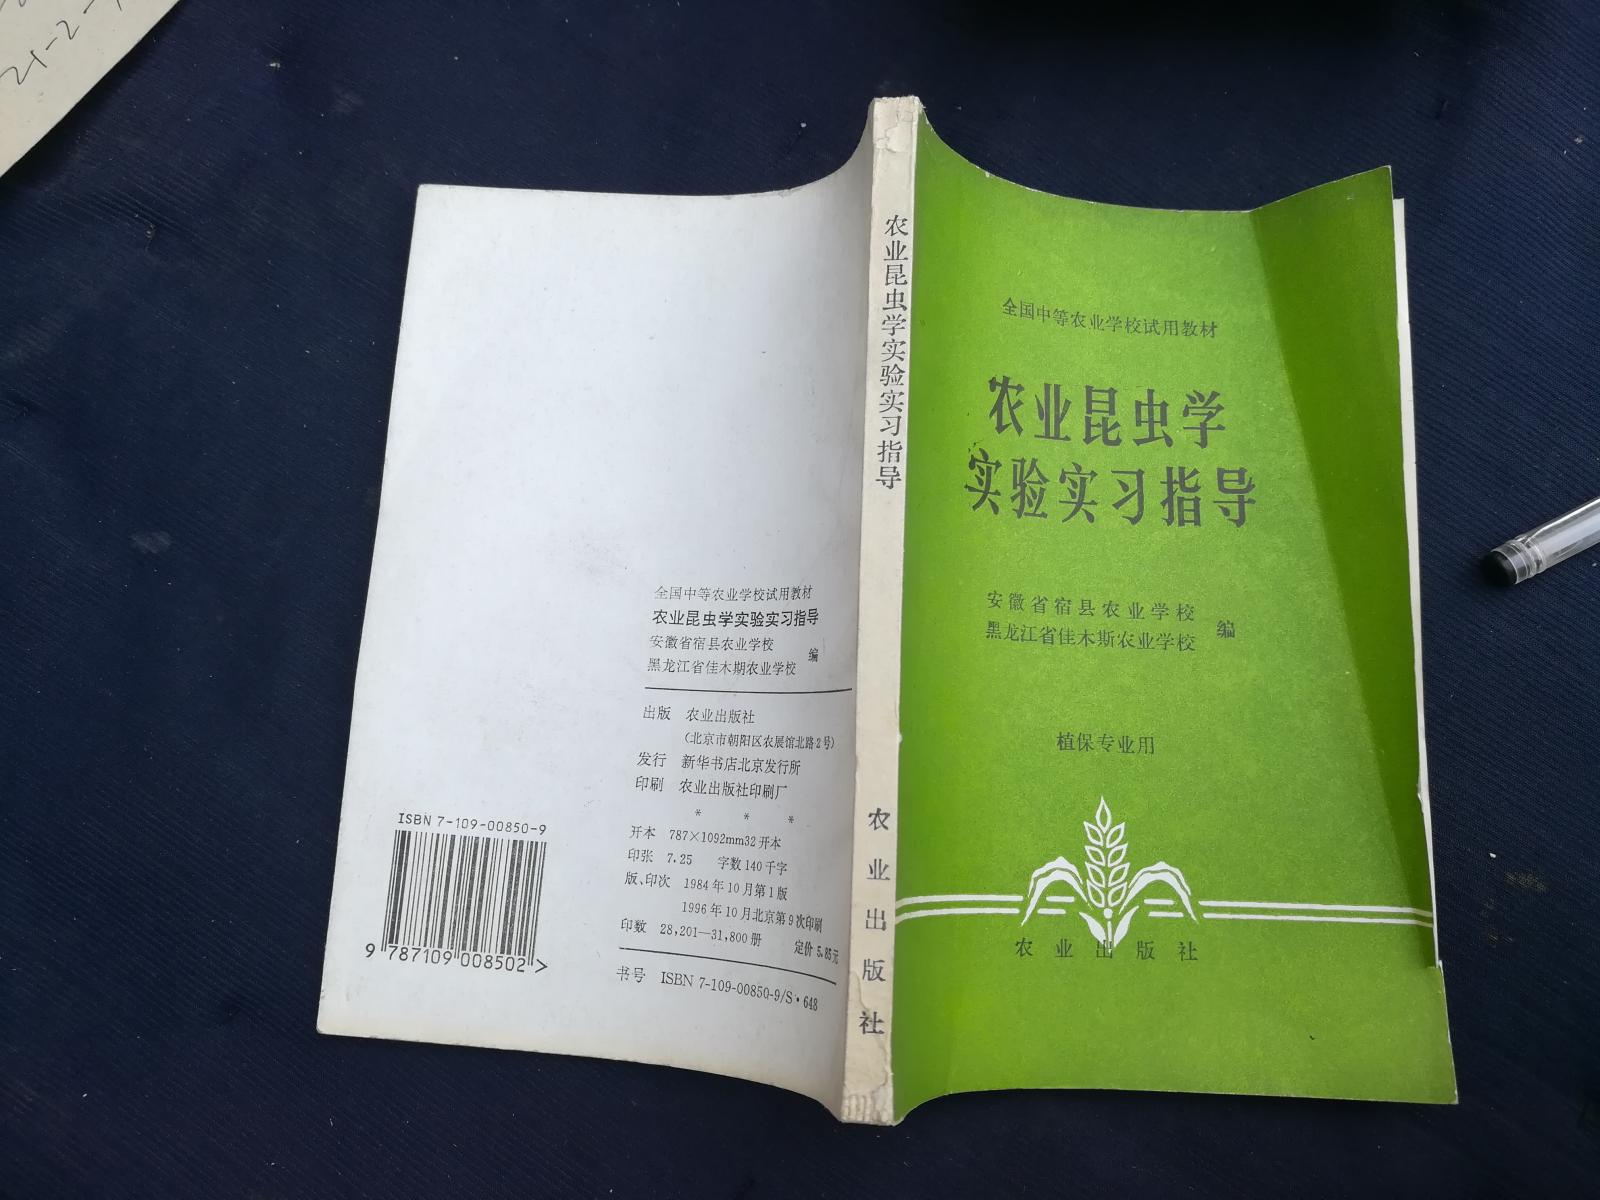 21-2-
全国中等农业学校试用教材
农业昆虫学实验实习指导
安徽省宿县农业学校
黑龙江省佳木期农业学校
编
出版 农业出版社
(北京市朝阳区农展馆北路2号)
发行 新华书店北京发行所
印刷 农业出版社印刷厂
* * *
开本 787×1092mm32开本
印张 7.25 字数140千字
版、印次 1984年10月第1版
1996年10月北京第9次印刷
印数 28,201—31,800册 定价 5.85元
书号 ISBN 7-109-00850-9/S·648
ISBN 7-109-00850-9
9 787109 008502 >
农业昆虫学实验实习指导
农业出版社
全国中等农业学校试用教材
农业昆虫学
实验实习指导
安徽省宿县农业学校
黑龙江省佳木斯农业学校
编
植保专业用
农业出版社